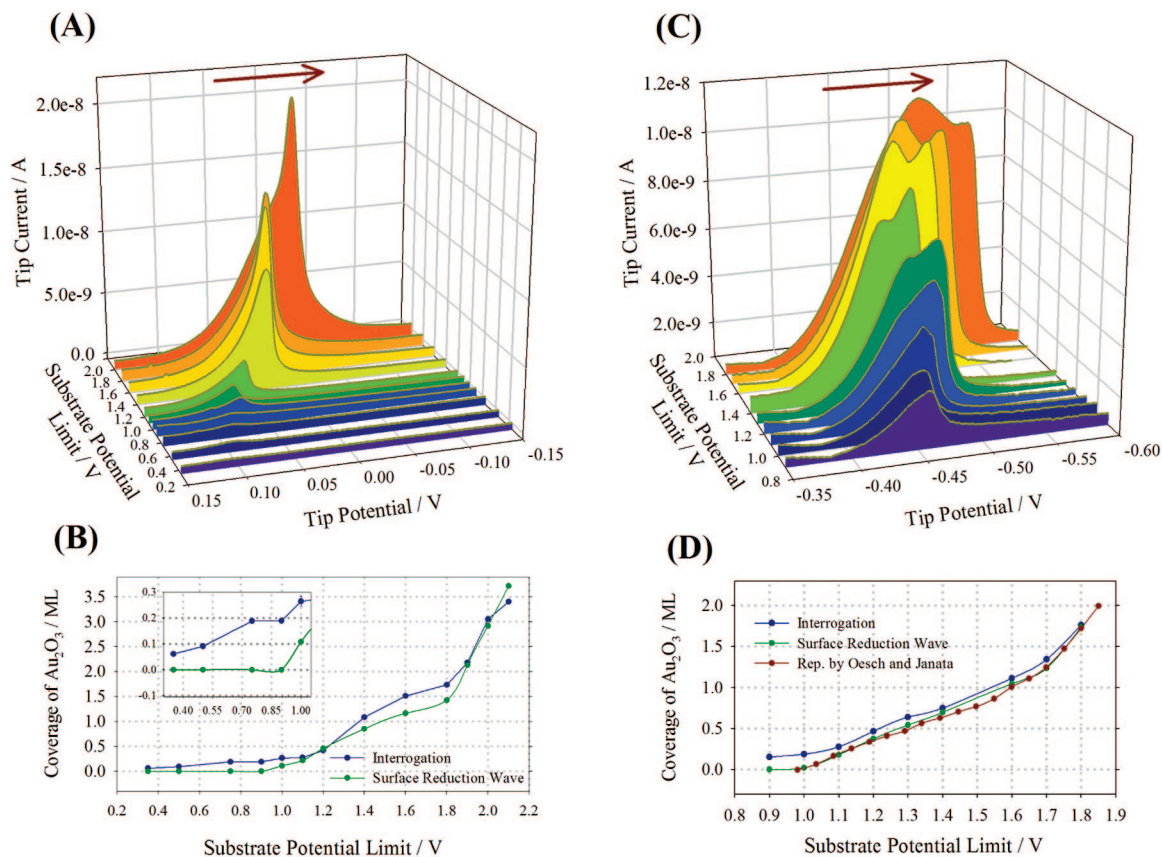 (A)
2.0e-8
1.5e-8
1.0e-8
5.0e-9
0.0
Tip Current / A
2.0
1.8
1.6
1.4
1.2
1.0
0.8
0.6
0.4
0.2
Substrate Potential
Limit / V
0.15
0.10
0.05
0.00
-0.05
-0.10
-0.15
Tip Potential / V
(C)
1.2e-8
1.0e-8
8.0e-9
6.0e-9
4.0e-9
2.0e-9
Tip Current / A
2.0
1.8
1.6
1.4
1.2
1.0
0.8
Substrate Potential
Limit / V
-0.35
-0.40
-0.45
-0.50
-0.55
-0.60
Tip Potential / V
(B)
3.5
3.0
2.5
2.0
1.5
1.0
0.5
0.0
Coverage of Au₂O₃ / ML
0.3
0.2
0.1
0.0
-0.1
0.40 0.55 0.70 0.85 1.00
Interrogation
Surface Reduction Wave
0.2 0.4 0.6 0.8 1.0 1.2 1.4 1.6 1.8 2.0 2.2
Substrate Potential Limit / V
(D)
2.0
1.5
1.0
0.5
0.0
Coverage of Au₂O₃ / ML
Interrogation
Surface Reduction Wave
Rep. by Oesch and Janata
0.8 0.9 1.0 1.1 1.2 1.3 1.4 1.5 1.6 1.7 1.8 1.9
Substrate Potential Limit / V